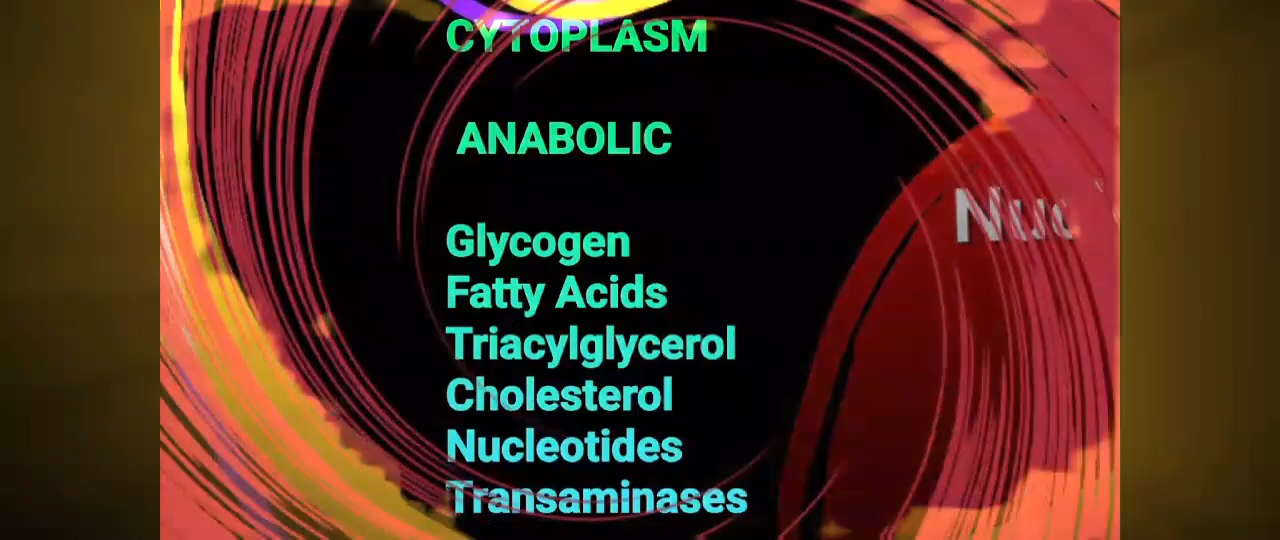 CYTOPLASM
ANABOLIC
Glycogen
Fatty Acids
Triacylglycerol
Cholesterol
Nucleotides
Transaminases